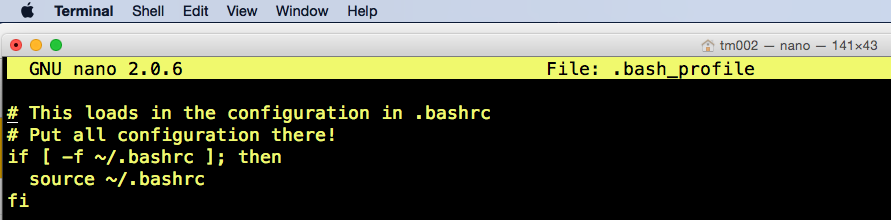 Terminal Shell Edit View Window Help
tm002 — nano — 141×43
GNU nano 2.0.6 File: .bash_profile
# This loads in the configuration in .bashrc
# Put all configuration there!
if [ -f ~/.bashrc ]; then
  source ~/.bashrc
fi